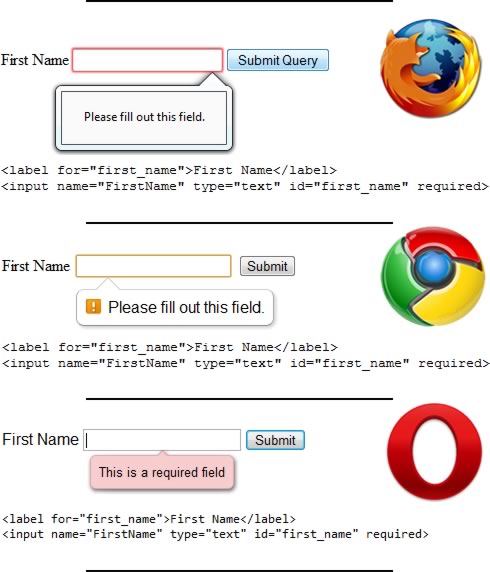 First Name Submit Query
Please fill out this field.
<label for="first_name">First Name</label>
<input name="FirstName" type="text" id="first_name" required>
First Name Submit
! Please fill out this field.
<label for="first_name">First Name</label>
<input name="FirstName" type="text" id="first_name" required>
First Name Submit
This is a required field
<label for="first_name">First Name</label>
<input name="FirstName" type="text" id="first_name" required>